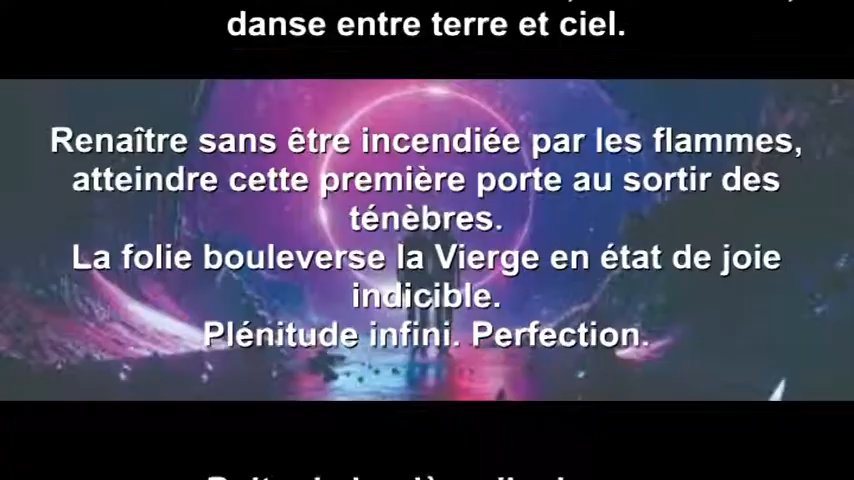 danse entre terre et ciel.
Renaître sans être incendiée par les flammes,
atteindre cette première porte au sortir des
ténèbres.
La folie bouleverse la Vierge en état de joie
indicible.
Plénitude infini. Perfection.